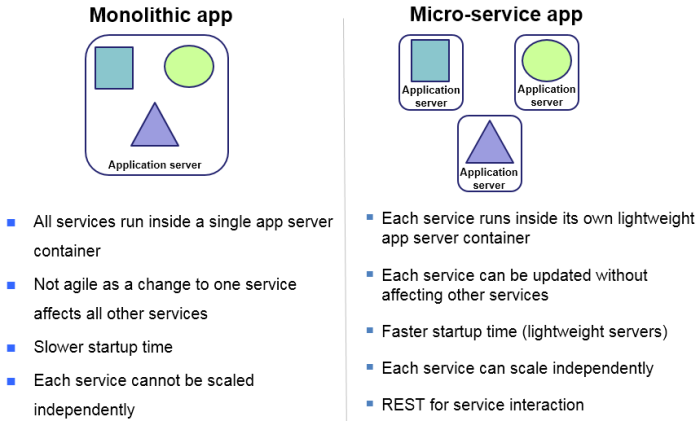 Monolithic app
Application server
All services run inside a single app server
container
Not agile as a change to one service
affects all other services
Slower startup time
Each service cannot be scaled
independently
Micro-service app
Application
server
Application
server
Application
server
Each service runs inside its own lightweight
app server container
Each service can be updated without
affecting other services
Faster startup time (lightweight servers)
Each service can scale independently
REST for service interaction